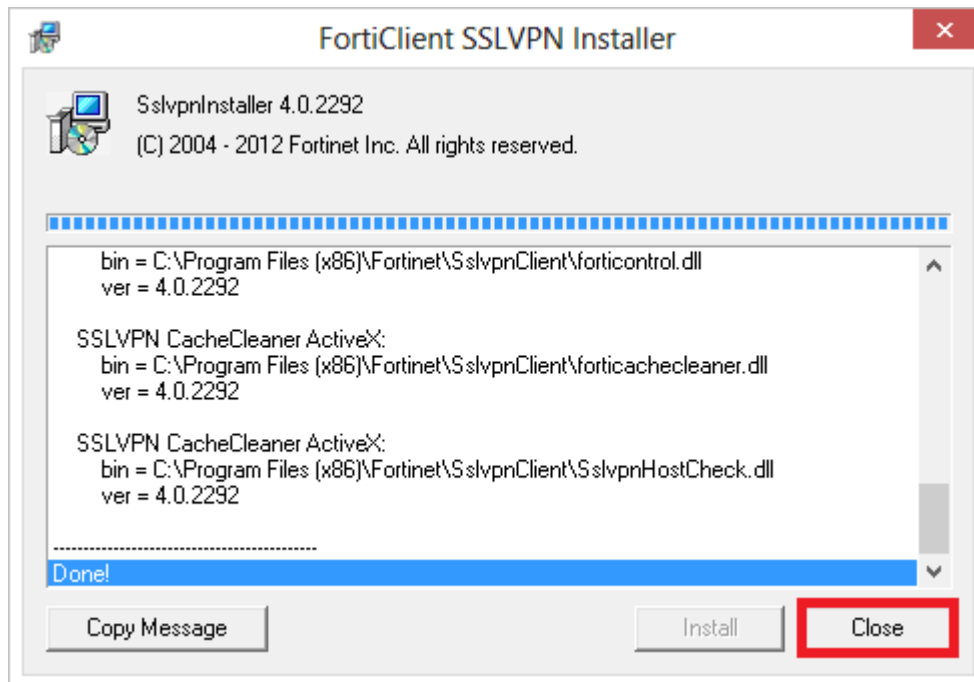 FortiClient SSLVPN Installer
SslvpnInstaller 4.0.2292
(C) 2004 - 2012 Fortinet Inc. All rights reserved.
bin = C:\Program Files (x86)\Fortinet\SslvpnClient\forticontrol.dll
ver = 4.0.2292
SSLVPN CacheCleaner ActiveX:
bin = C:\Program Files (x86)\Fortinet\SslvpnClient\forticachecleaner.dll
ver = 4.0.2292
SSLVPN CacheCleaner ActiveX:
bin = C:\Program Files (x86)\Fortinet\SslvpnClient\SslvpnHostCheck.dll
ver = 4.0.2292
--------------------------------------------
Done!
Copy Message Install Close